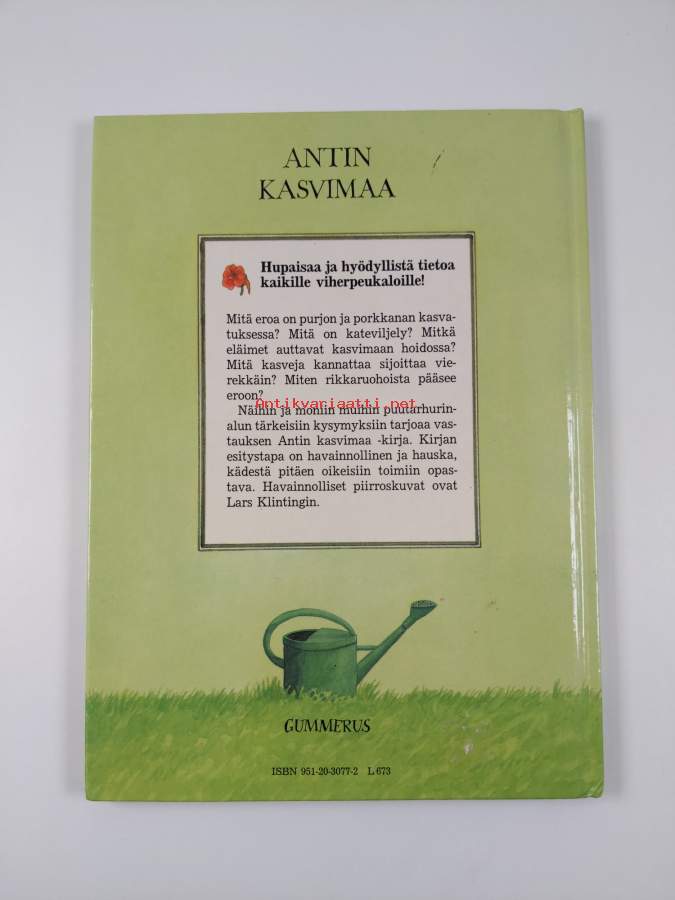 ANTIN
KASVIMAA
Hupaisaa ja hyödyllistä tietoa
kaikille viherpeukaloille!
Mitä eroa on purjon ja porkkanan kasva-
tuksessa? Mitä on kateviljely? Mitkä
eläimet auttavat kasvimaan hoidossa?
Mitä kasveja kannattaa sijoittaa vie-
rekkäin? Miten rikkaruohoista pääsee
eroon?
Antikvariaatti.net
Näihin ja moniin muihin puutarhurin-
alun tärkeisiin kysymyksiin tarjoaa vas-
tauksen Antin kasvimaa -kirja. Kirjan
esitystapa on havainnollinen ja hauska,
kädestä pitäen oikeisiin toimiin opas-
tava. Havainnolliset piirroskuvat ovat
Lars Klintingin.
GUMMERUS
ISBN 951-20-3077-2 L 673